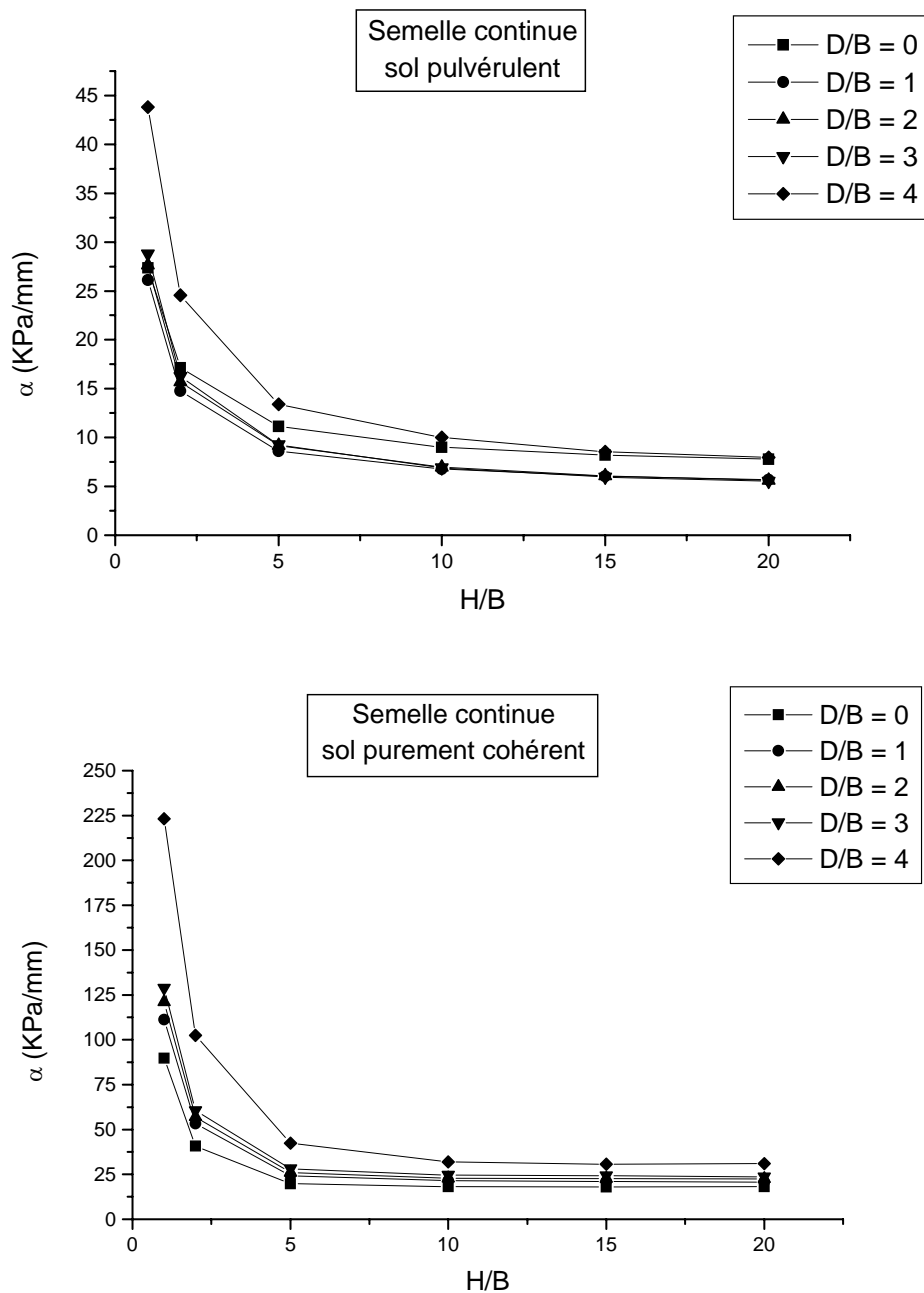 Semelle continue
sol pulvérulent
D/B = 0
D/B = 1
D/B = 2
D/B = 3
D/B = 4
45
40
35
30
25
20
15
10
5
0
α (KPa/mm)
0
5
10
15
20
H/B
Semelle continue
sol purement cohérent
D/B = 0
D/B = 1
D/B = 2
D/B = 3
D/B = 4
250
225
200
175
150
125
100
75
50
25
0
α (KPa/mm)
0
5
10
15
20
H/B